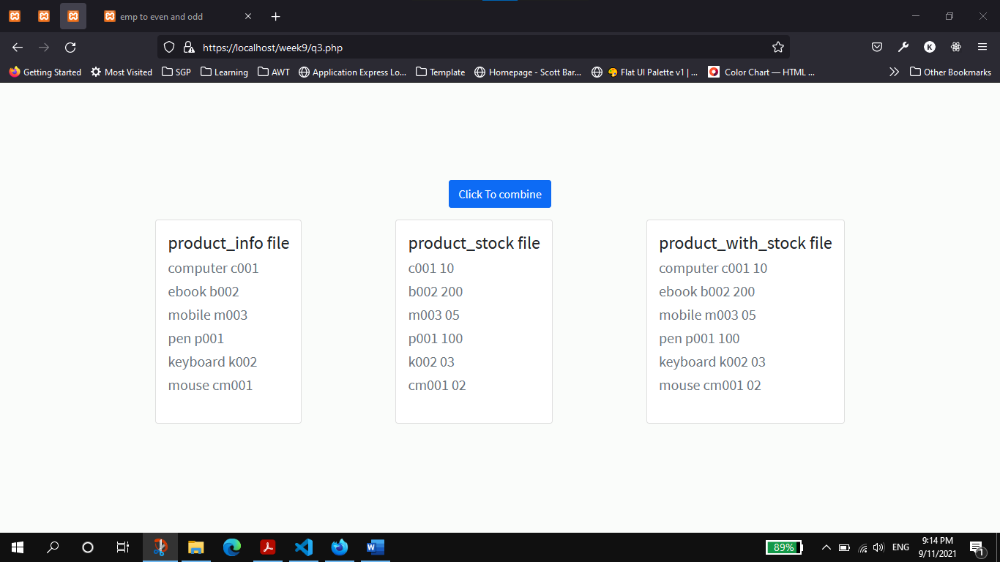 emp to even and odd
https://localhost/week9/q3.php
K
Getting Started Most Visited SGP Learning AWT Application Express Lo... Template Homepage - Scott Bar... Flat UI Palette v1 | ... Color Chart — HTML ... Other Bookmarks
Click To combine
product_info file
computer c001
ebook b002
mobile m003
pen p001
keyboard k002
mouse cm001
product_stock file
c001 10
b002 200
m003 05
p001 100
k002 03
cm001 02
product_with_stock file
computer c001 10
ebook b002 200
mobile m003 05
pen p001 100
keyboard k002 03
mouse cm001 02
89%
ENG
9:14 PM
9/11/2021
1